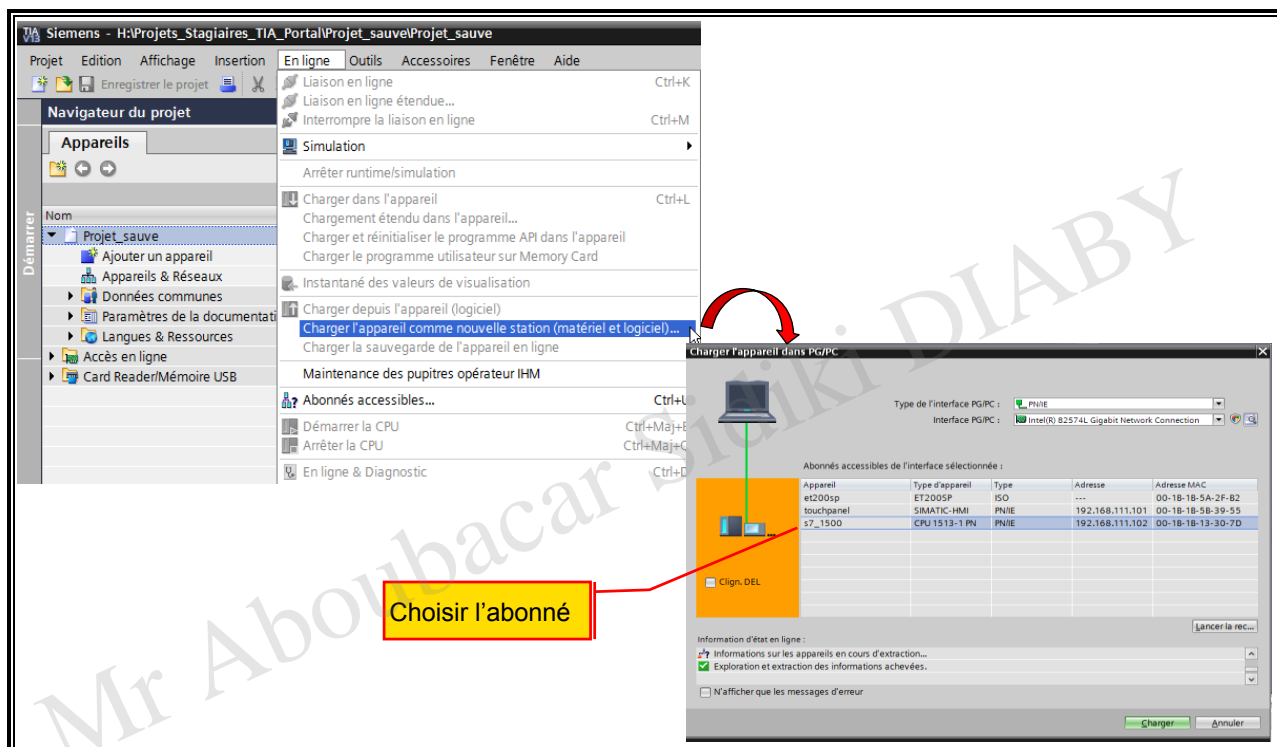 TIA V13 Siemens - H:\Projets_Stagiaires_TIA_Portal\Projet_sauve\Projet_sauve
Projet Edition Affichage Insertion En ligne Outils Accessoires Fenêtre Aide
Enregistrer le projet
Navigateur du projet
Appareils
Démarrer
Nom
Projet_sauve
Ajouter un appareil
Appareils & Réseaux
Données communes
Paramètres de la documentati
Langues & Ressources
Accès en ligne
Card Reader/Mémoire USB
Liaison en ligne Ctrl+K
Liaison en ligne étendue...
Interrompre la liaison en ligne Ctrl+M
Simulation
Arrêter runtime/simulation
Charger dans l'appareil Ctrl+L
Chargement étendu dans l'appareil...
Charger et réinitialiser le programme API dans l'appareil
Charger le programme utilisateur sur Memory Card
Instantané des valeurs de visualisation
Charger depuis l'appareil (logiciel)
Charger l'appareil comme nouvelle station (matériel et logiciel)...
Charger la sauvegarde de l'appareil en ligne
Maintenance des pupitres opérateur IHM
Abonnés accessibles... Ctrl+U
Démarrer la CPU Ctrl+Maj+E
Arrêter la CPU Ctrl+Maj+Q
En ligne & Diagnostic Ctrl+D
Charger l'appareil dans PG/PC
Type de l'interface PG/PC : PN/IE
Interface PG/PC : Intel(R) 82574L Gigabit Network Connection
Abonnés accessibles de l'interface sélectionnée :
Appareil Type d'appareil Type Adresse Adresse MAC
et200sp ET200SP ISO --- 00-1B-1B-5A-2F-B2
touchpanel SIMATIC-HMI PN/IE 192.168.111.101 00-1B-1B-5B-39-55
s7_1500 CPU 1513-1 PN PN/IE 192.168.111.102 00-1B-1B-13-30-7D
Clign. DEL
Lancer la rec...
Information d'état en ligne :
Informations sur les appareils en cours d'extraction...
Exploration et extraction des informations achevées.
N'afficher que les messages d'erreur
Charger Annuler
Choisir l'abonné
Mr Aboubacar Sidiki DIABY